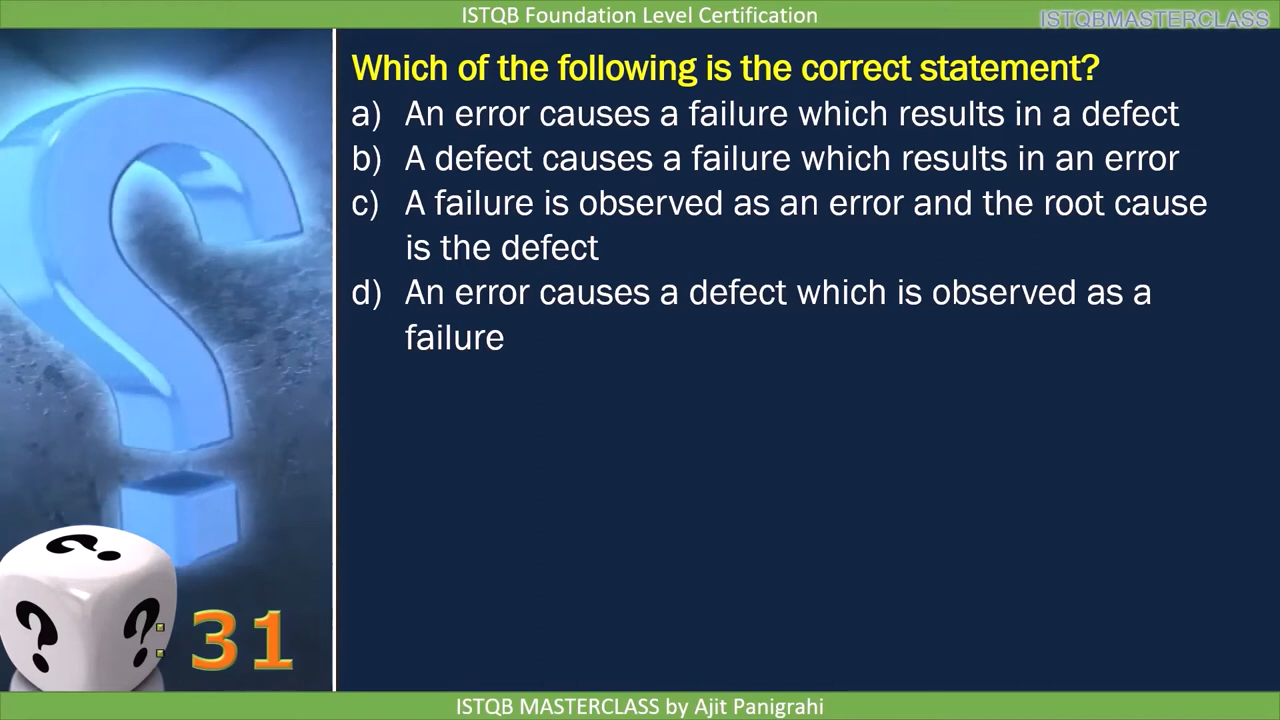 ISTQB Foundation Level Certification
ISTQBMASTERCLASS
Which of the following is the correct statement?
a) An error causes a failure which results in a defect
b) A defect causes a failure which results in an error
c) A failure is observed as an error and the root cause
is the defect
d) An error causes a defect which is observed as a
failure
? ? ?
: 31
ISTQB MASTERCLASS by Ajit Panigrahi